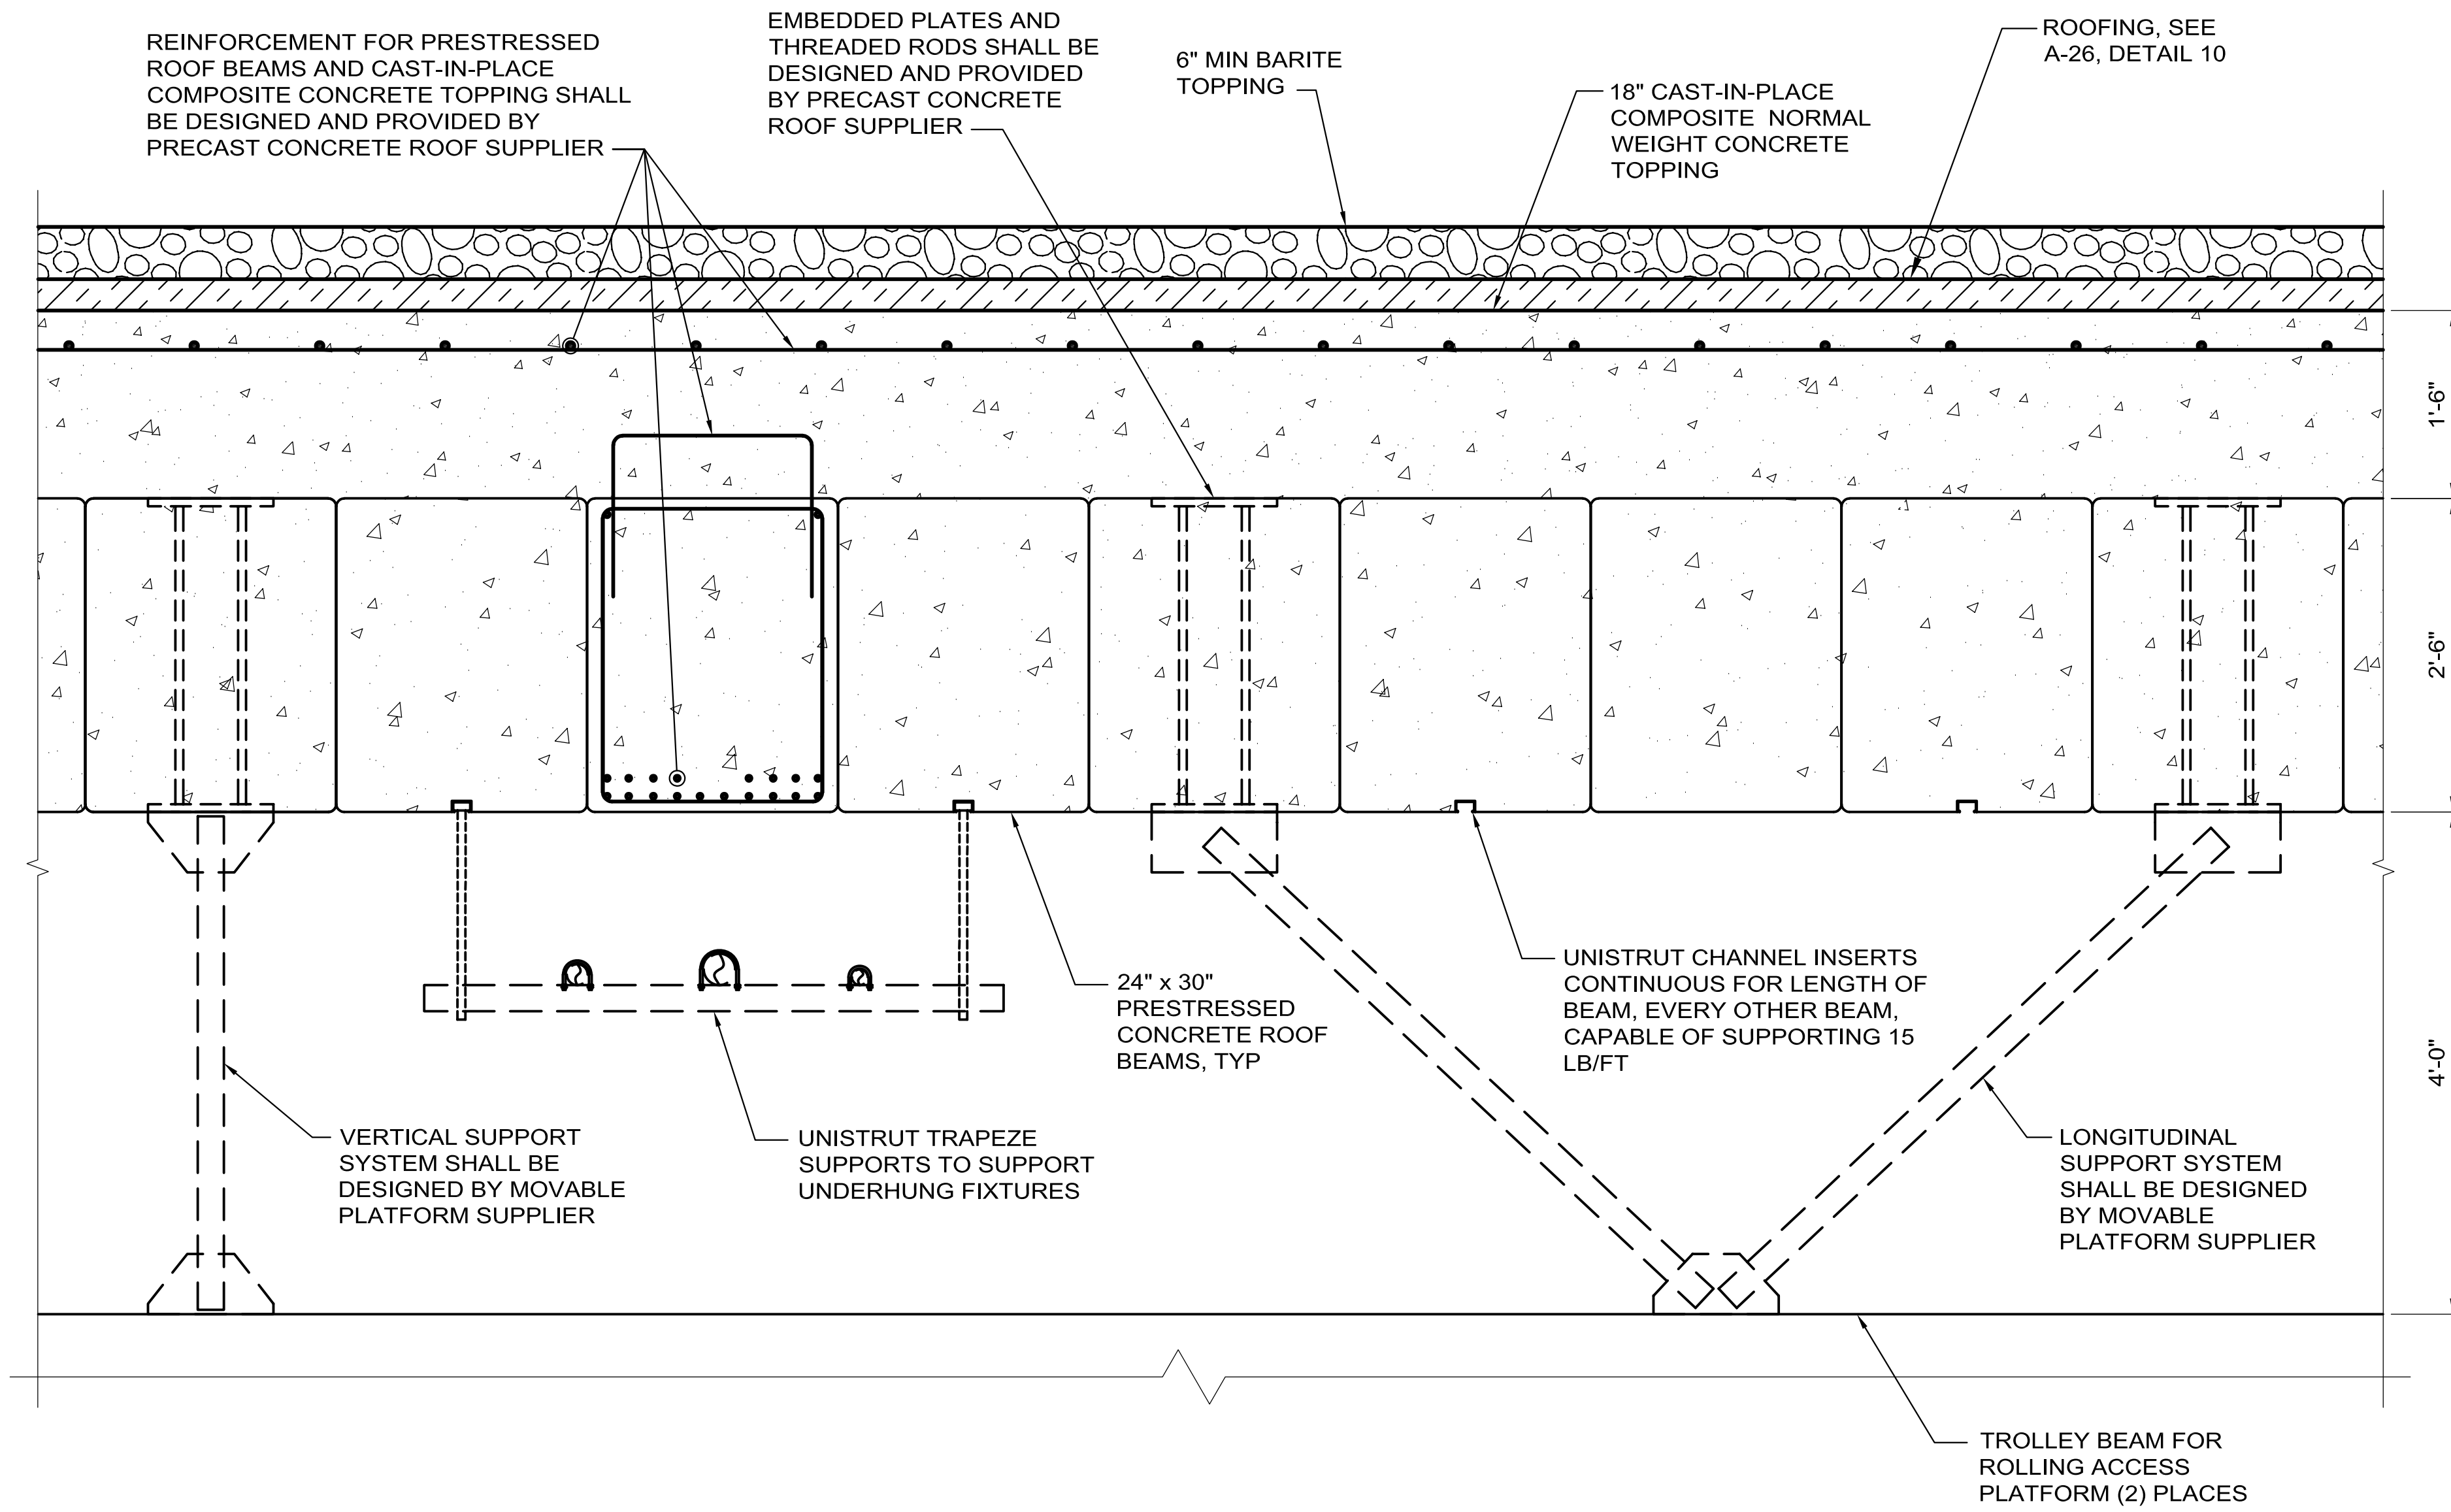 REINFORCEMENT FOR PRESTRESSED
ROOF BEAMS AND CAST-IN-PLACE
COMPOSITE CONCRETE TOPPING SHALL
BE DESIGNED AND PROVIDED BY
PRECAST CONCRETE ROOF SUPPLIER
EMBEDDED PLATES AND
THREADED RODS SHALL BE
DESIGNED AND PROVIDED
BY PRECAST CONCRETE
ROOF SUPPLIER
6" MIN BARITE
TOPPING
18" CAST-IN-PLACE
COMPOSITE NORMAL
WEIGHT CONCRETE
TOPPING
ROOFING, SEE
A-26, DETAIL 10
1'-6"
2'-6"
4'-0"
24" x 30"
PRESTRESSED
CONCRETE ROOF
BEAMS, TYP
UNISTRUT CHANNEL INSERTS
CONTINUOUS FOR LENGTH OF
BEAM, EVERY OTHER BEAM,
CAPABLE OF SUPPORTING 15
LB/FT
VERTICAL SUPPORT
SYSTEM SHALL BE
DESIGNED BY MOVABLE
PLATFORM SUPPLIER
UNISTRUT TRAPEZE
SUPPORTS TO SUPPORT
UNDERHUNG FIXTURES
LONGITUDINAL
SUPPORT SYSTEM
SHALL BE DESIGNED
BY MOVABLE
PLATFORM SUPPLIER
TROLLEY BEAM FOR
ROLLING ACCESS
PLATFORM (2) PLACES